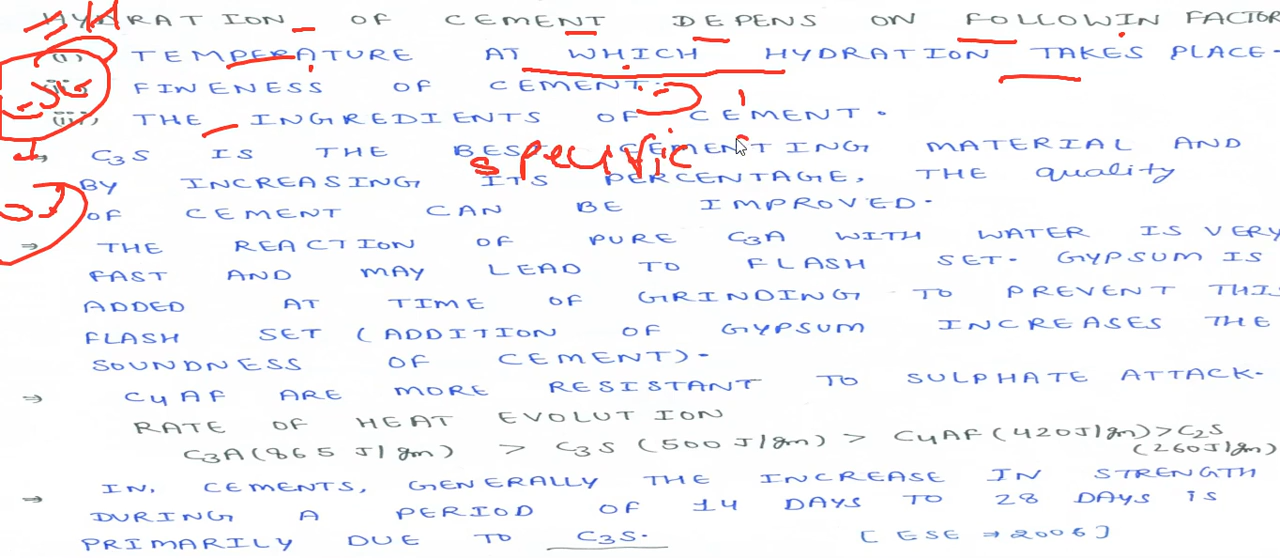 HYDRATION OF CEMENT DEPENS ON FOLLOWIN FACTOR
(i) TEMPERATURE AT WHICH HYDRATION TAKES PLACE.
FINENESS OF CEMENT.
(iii) THE INGREDIENTS OF CEMENT.
specific
→ C3S IS THE BEST CEMENTING MATERIAL AND
BY INCREASING ITS PERCENTAGE, THE quality
OF CEMENT CAN BE IMPROVED.
⇒ THE REACTION OF PURE C3A WITH WATER IS VERY
FAST AND MAY LEAD TO FLASH SET. GYPSUM IS
ADDED AT TIME OF GRINDING TO PREVENT THIS
FLASH SET (ADDITION OF GYPSUM INCREASES THE
SOUNDNESS OF CEMENT).
⇒ C4AF ARE MORE RESISTANT TO SULPHATE ATTACK.
RATE OF HEAT EVOLUTION
C3A(865 J/gm) > C3S (500 J/gm) > C4AF (420J/gm)>C2S
(260J/gm)
⇒ IN, CEMENTS, GENERALLY THE INCREASE IN STRENGTH
DURING A PERIOD OF 14 DAYS TO 28 DAYS is
PRIMARILY DUE TO C3S. [ESE ⇒ 2006]